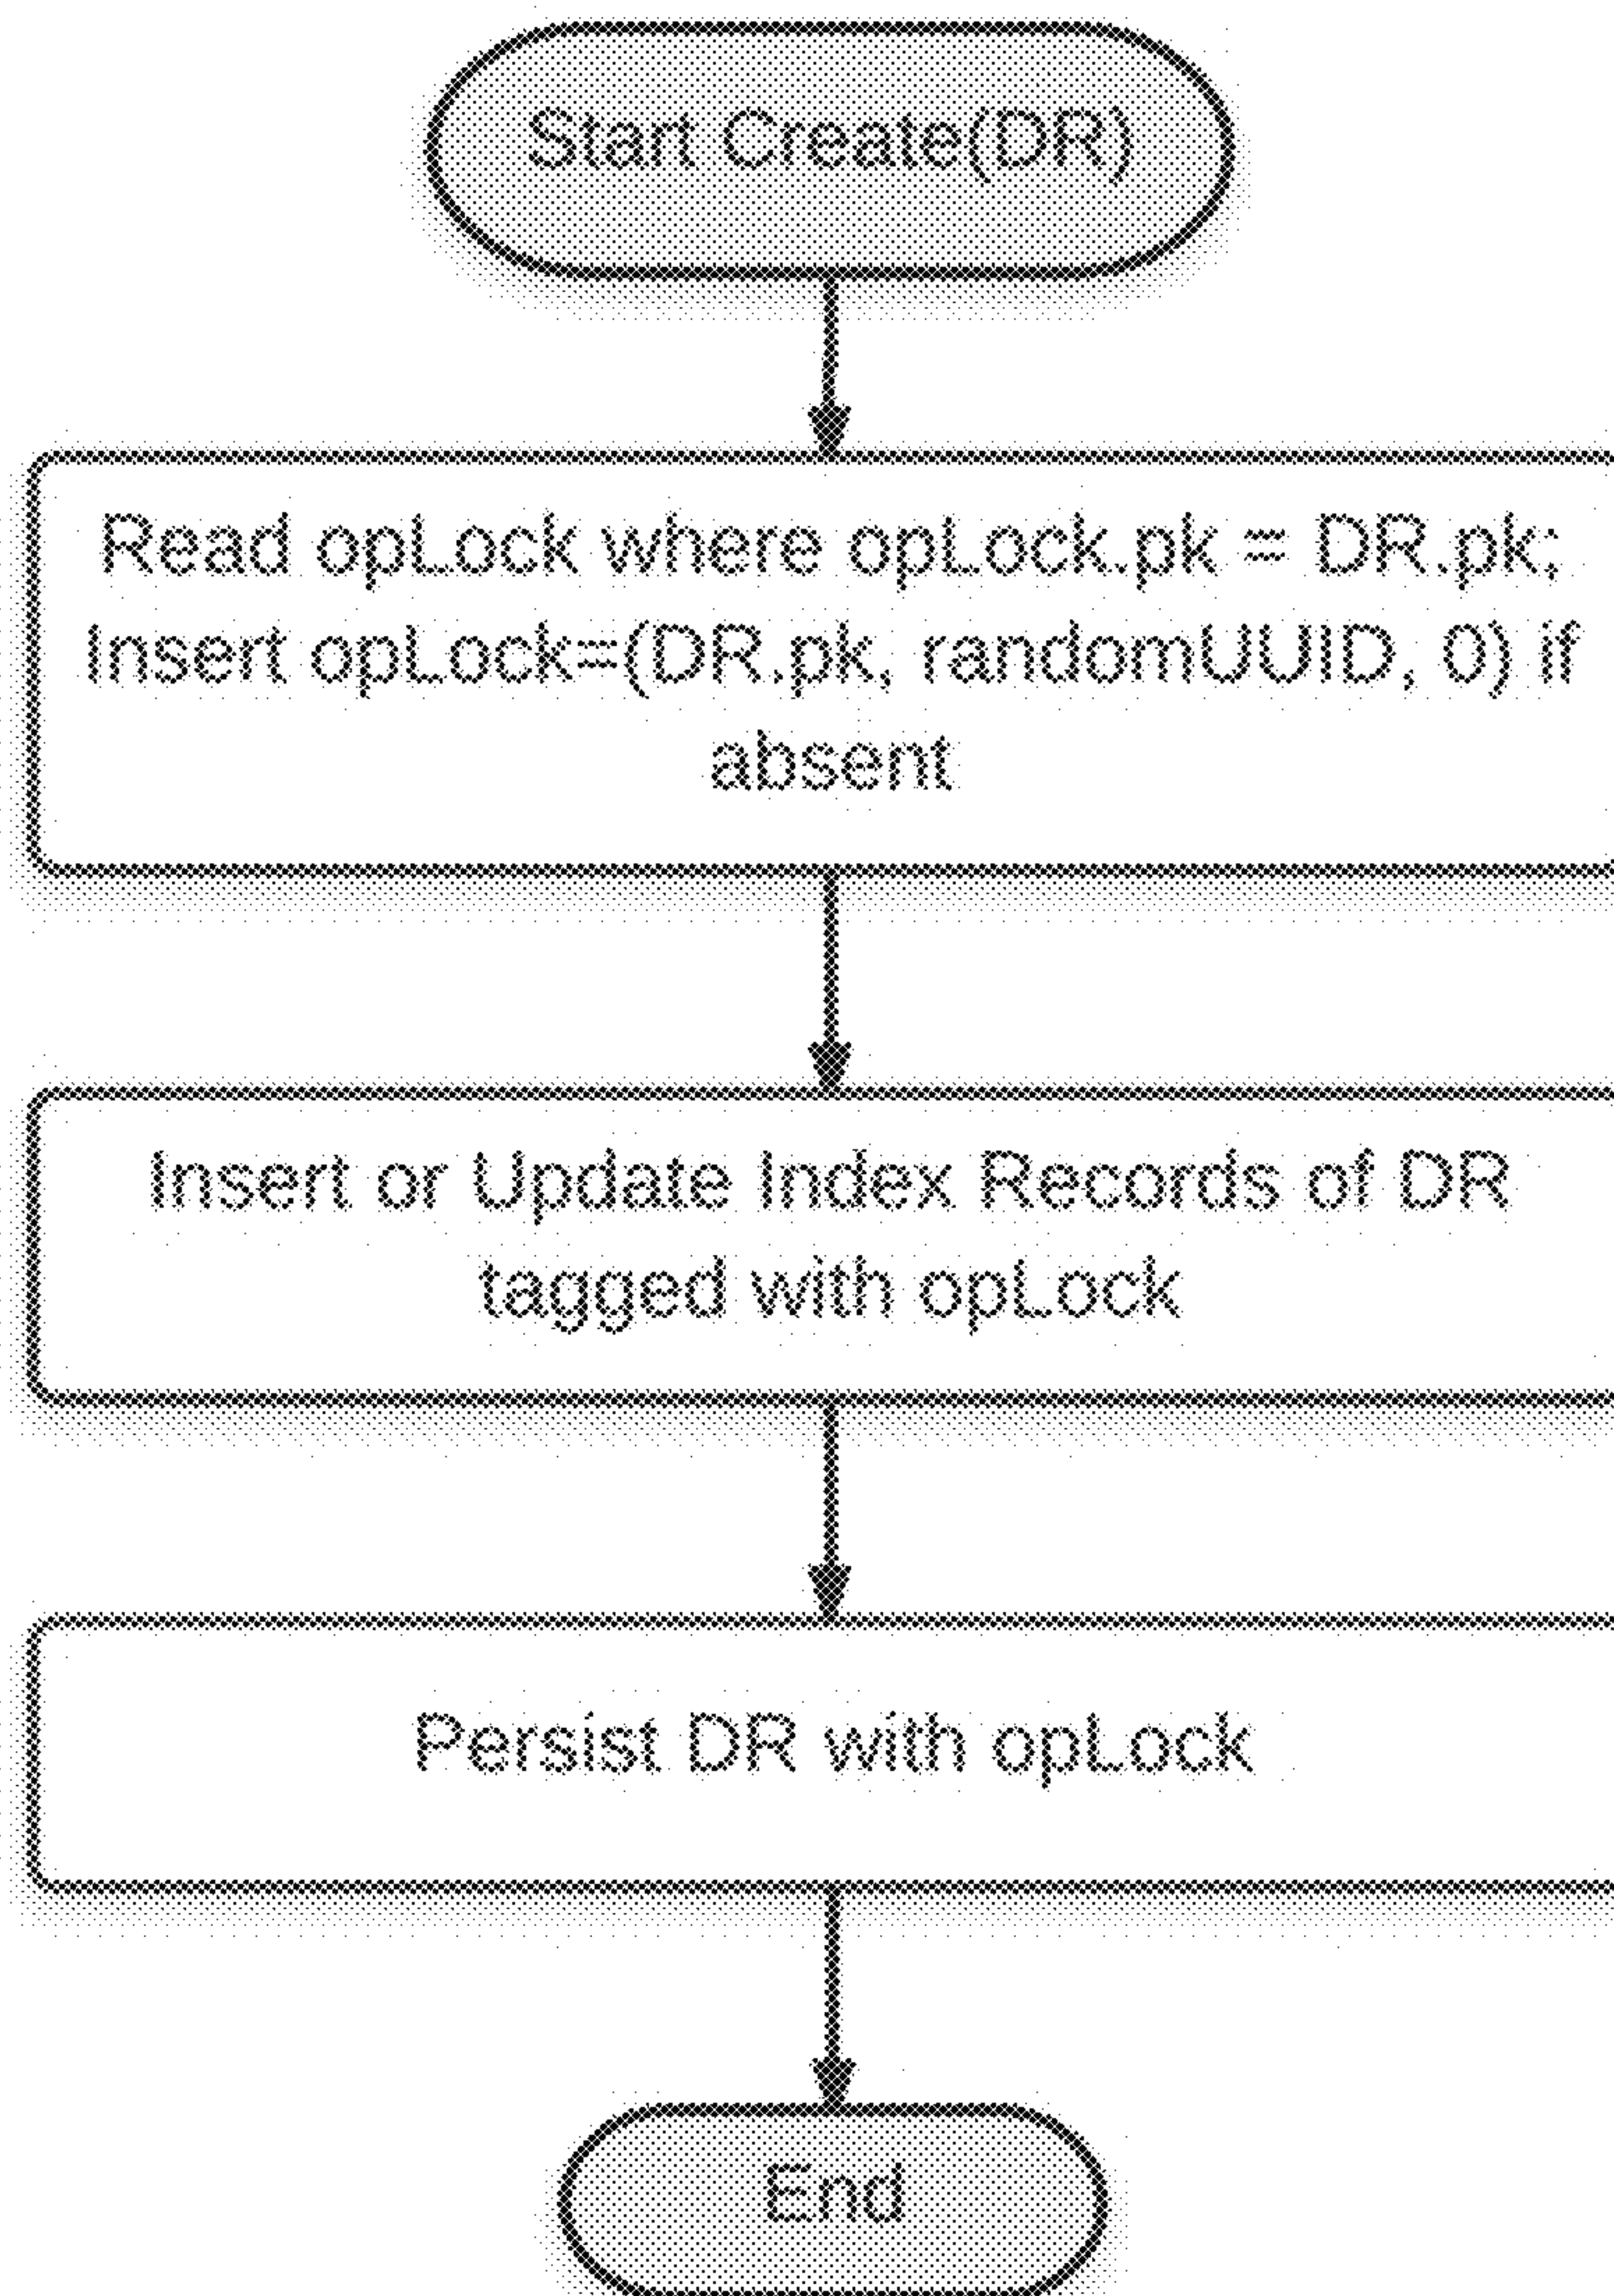 Start Create(DR)
Read opLock where opLock.pk = DR.pk;
Insert opLock=(DR.pk, randomUUID, 0) if
absent
Insert or Update Index Records of DR
tagged with opLock
Persist DR with opLock
End